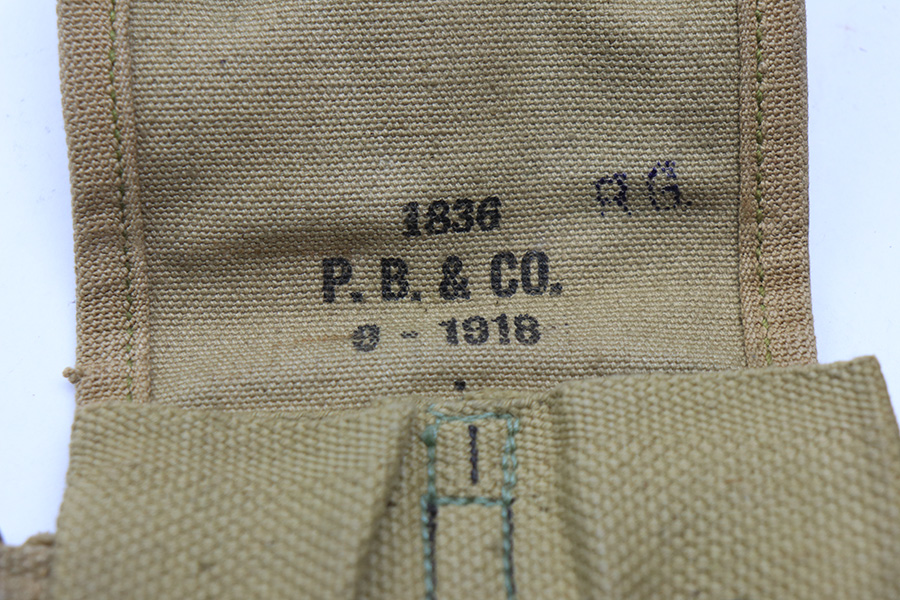 R.G.
1836
P. B. & CO.
9 - 1918